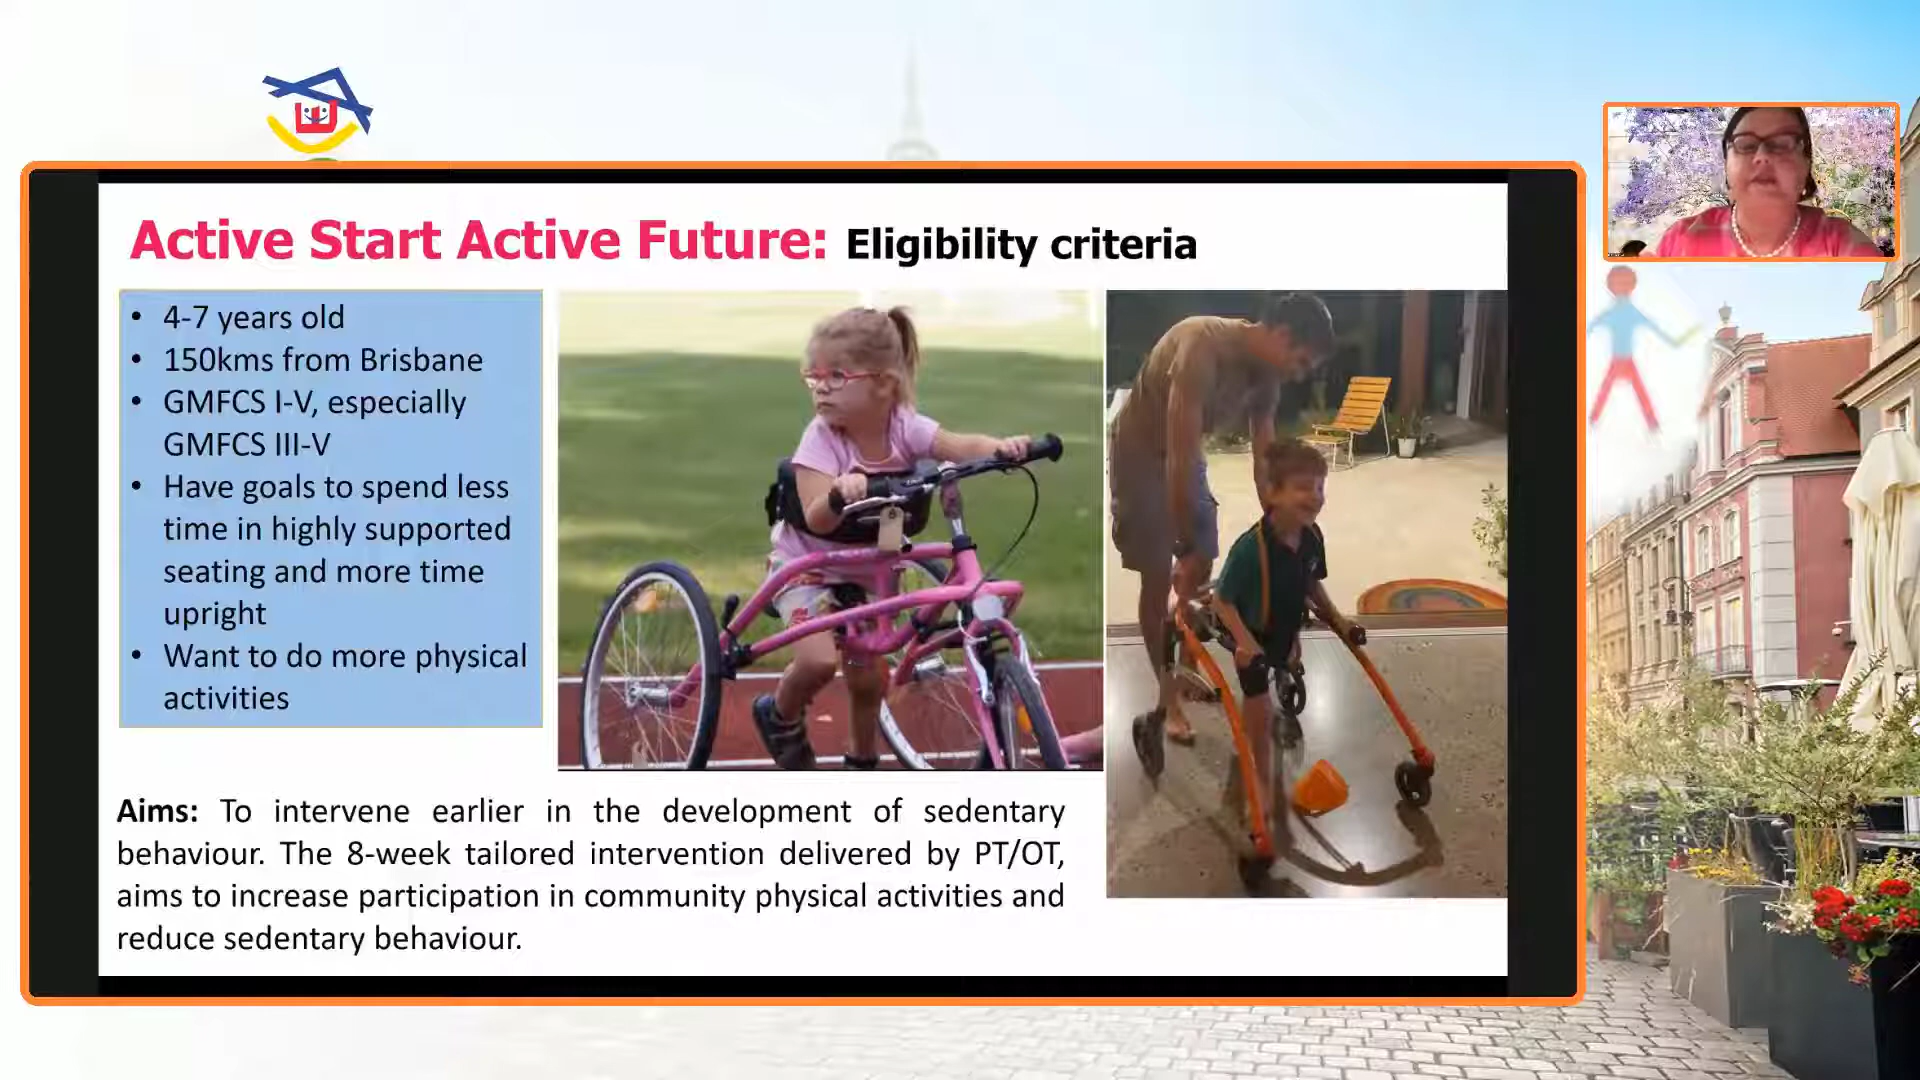 Active Start Active Future: Eligibility criteria
• 4-7 years old
• 150kms from Brisbane
• GMFCS I-V, especially
GMFCS III-V
• Have goals to spend less
time in highly supported
seating and more time
upright
• Want to do more physical
activities
Aims: To intervene earlier in the development of sedentary
behaviour. The 8-week tailored intervention delivered by PT/OT,
aims to increase participation in community physical activities and
reduce sedentary behaviour.